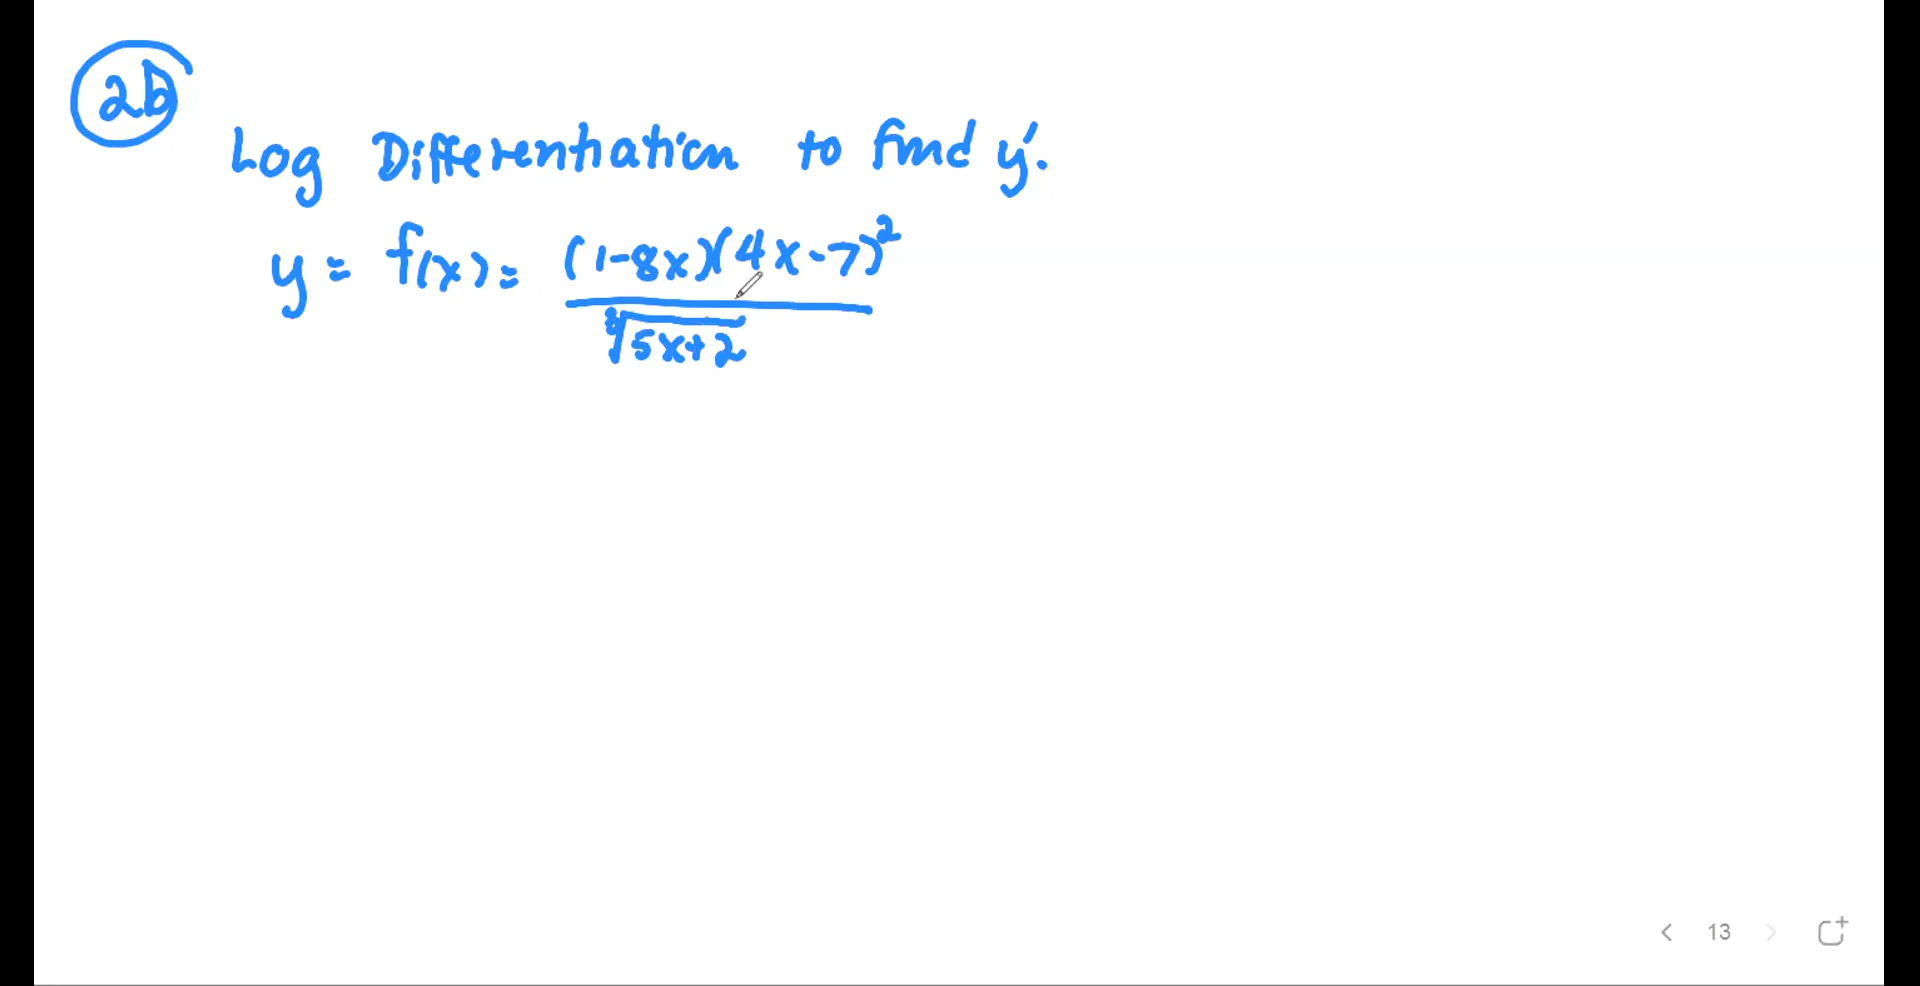 2b
Log Differentiation to find y'.
y = f(x) = (1-8x)(4x-7)²
∛5x+2
13